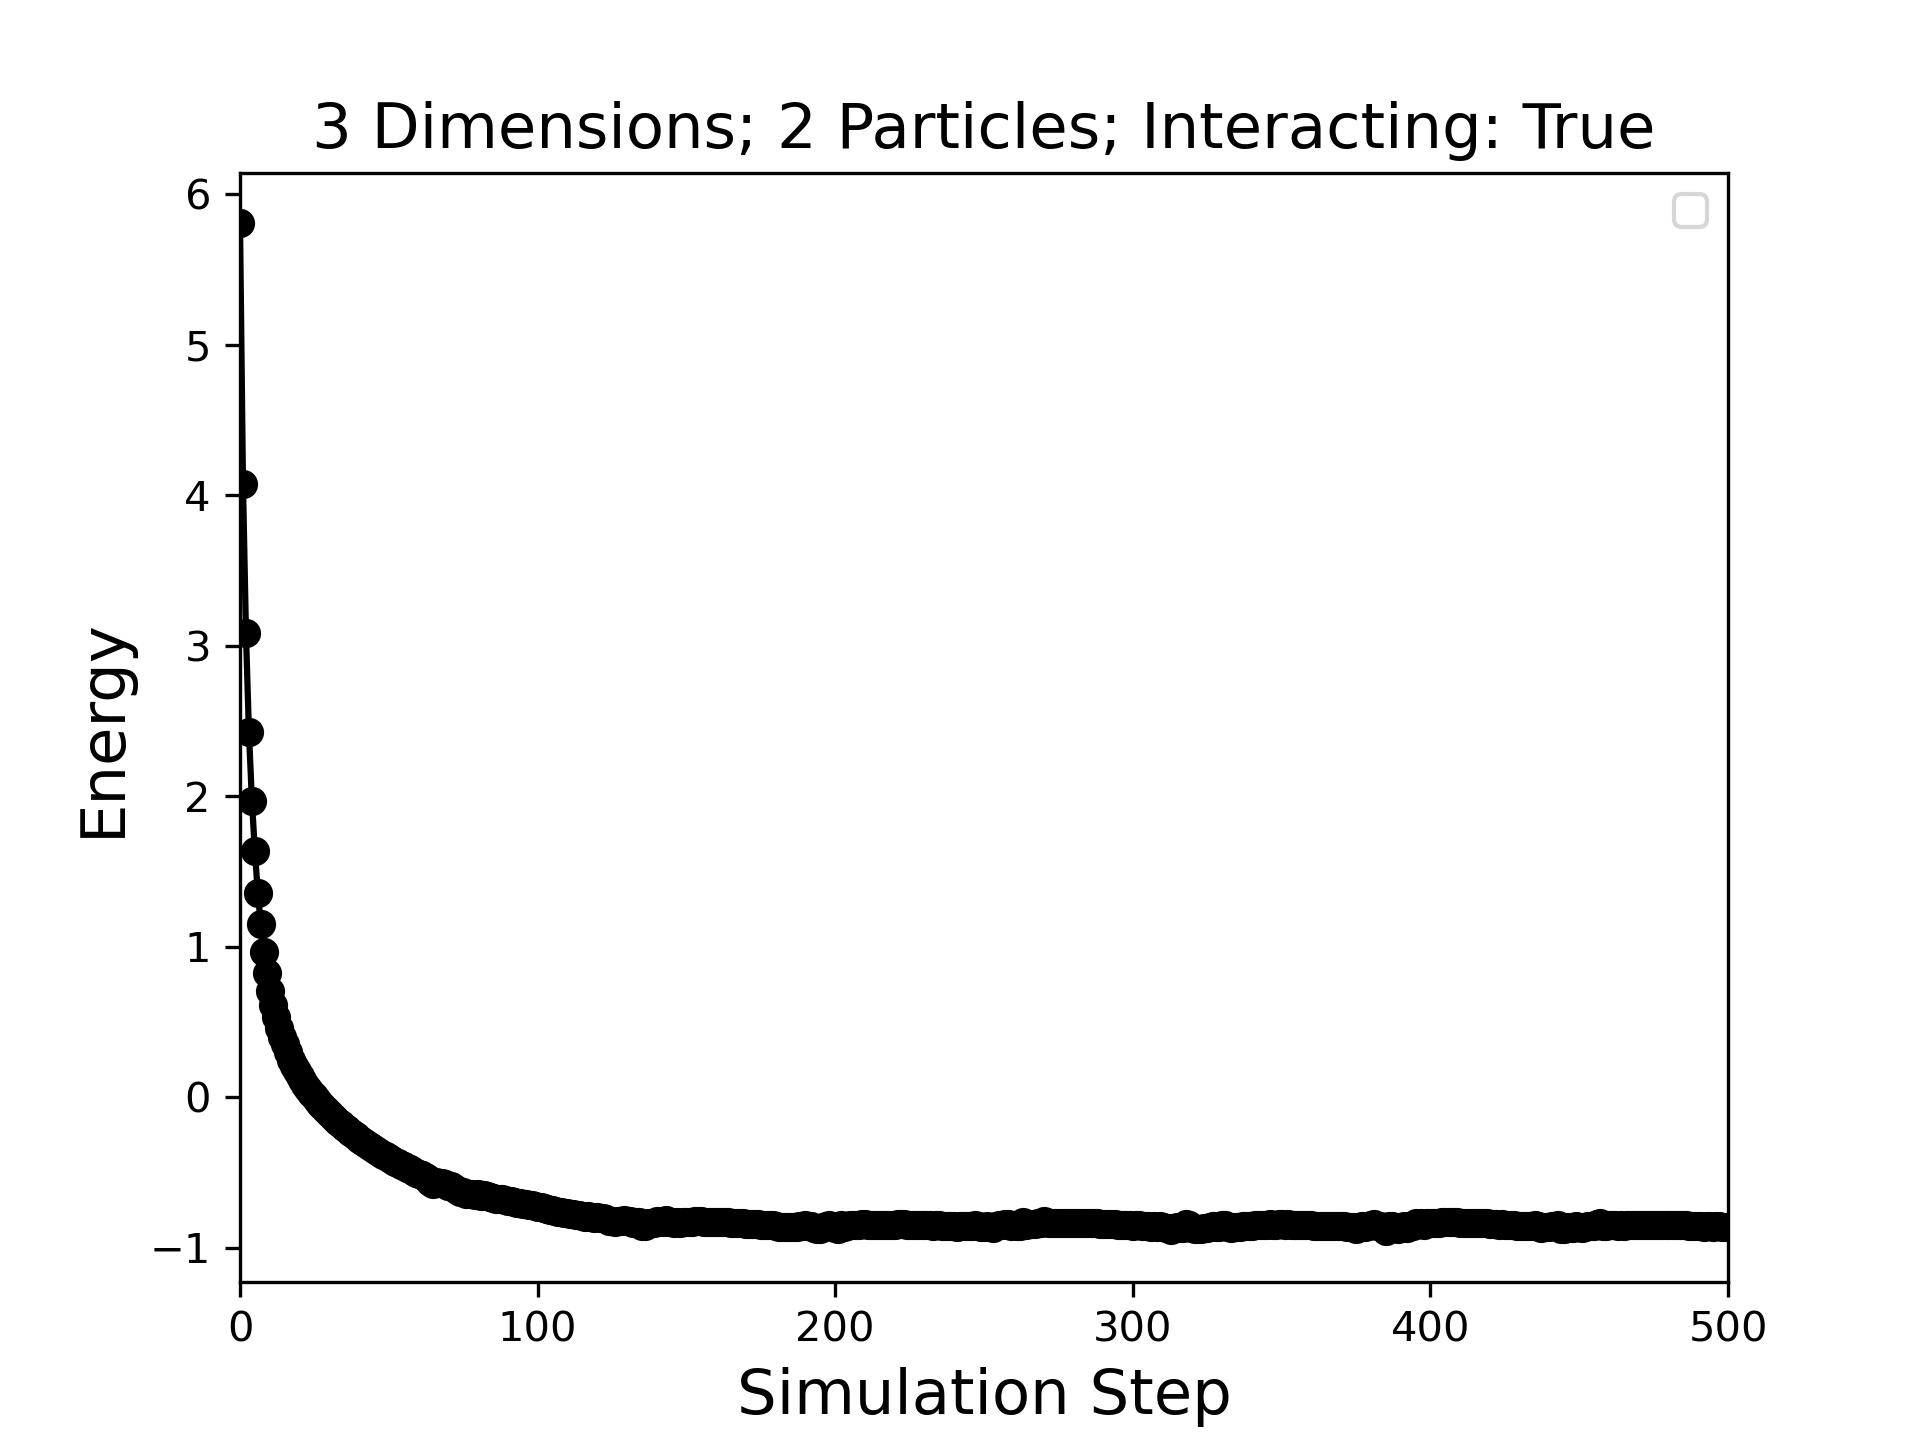 3 Dimensions; 2 Particles; Interacting: True
6
5
4
3
2
1
0
−1
Energy
0 100 200 300 400 500
Simulation Step